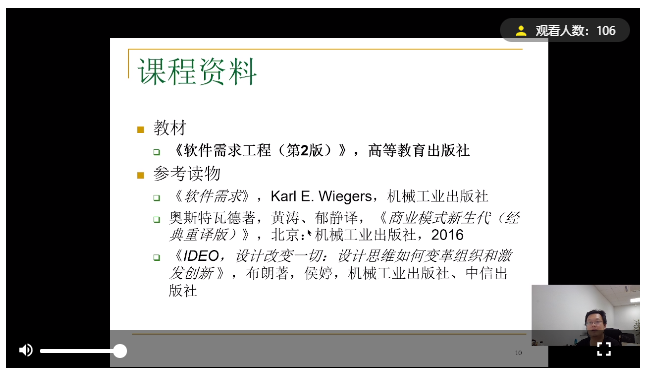 观看人数：106
课程资料
教材
《软件需求工程（第2版）》，高等教育出版社
参考读物
《软件需求》，Karl E. Wiegers，机械工业出版社
奥斯特瓦德著，黄涛、郁静译，《商业模式新生代（经
典重译版）》，北京：机械工业出版社，2016
《IDEO，设计改变一切：设计思维如何变革组织和激
发创新》，布朗著，侯婷，机械工业出版社、中信出
版社
10